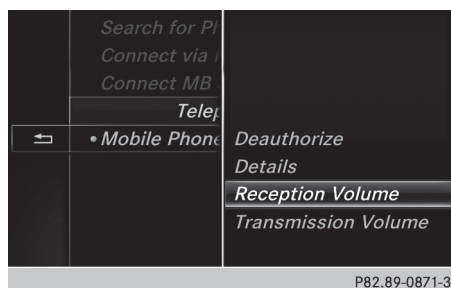 Search for P
Connect via
Connect MB
Telep
Mobile Phone
Deauthorize
Details
Reception Volume
Transmission Volume
P82.89-0871-3